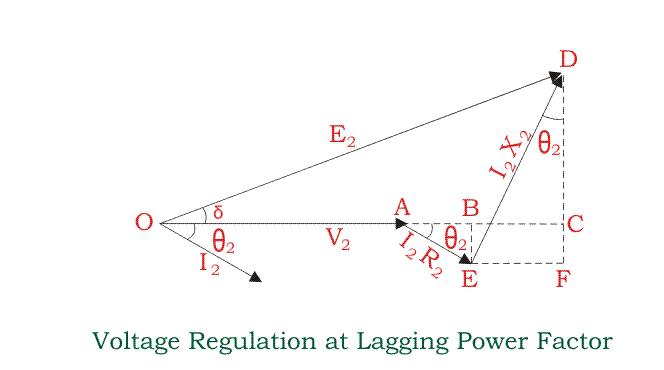 D
E₂
I₂X₂
θ₂
δ
A
B
O
θ₂
V₂
θ₂
C
I₂
I₂R₂
E
F
Voltage Regulation at Lagging Power Factor